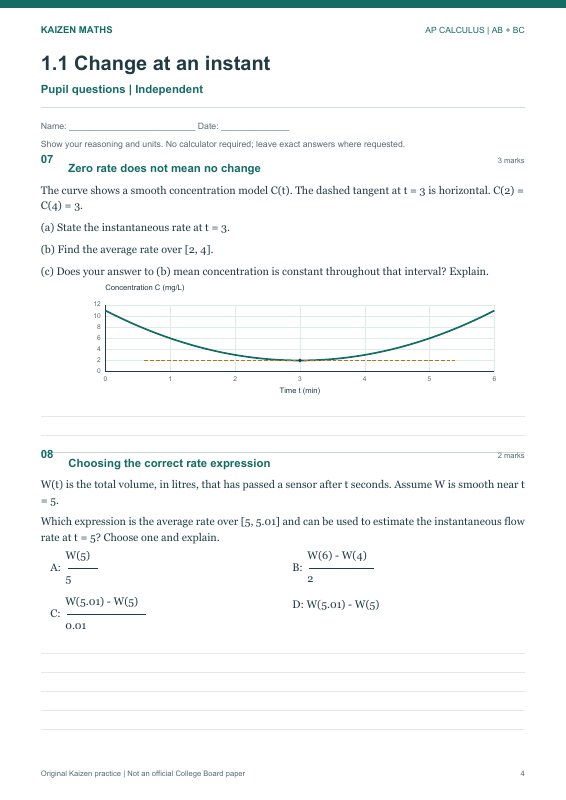 KAIZEN MATHS
AP CALCULUS | AB + BC
1.1 Change at an instant
Pupil questions | Independent
Name: ___________________________ Date: ______________
Show your reasoning and units. No calculator required; leave exact answers where requested.
07
3 marks
Zero rate does not mean no change
The curve shows a smooth concentration model C(t). The dashed tangent at t = 3 is horizontal. C(2) =
C(4) = 3.
(a) State the instantaneous rate at t = 3.
(b) Find the average rate over [2, 4].
(c) Does your answer to (b) mean concentration is constant throughout that interval? Explain.
Concentration C (mg/L)
12
10
8
6
4
2
0
0 1 2 3 4 5 6
Time t (min)
08
2 marks
Choosing the correct rate expression
W(t) is the total volume, in litres, that has passed a sensor after t seconds. Assume W is smooth near t
= 5.
Which expression is the average rate over [5, 5.01] and can be used to estimate the instantaneous flow
rate at t = 5? Choose one and explain.
W(5)
A:
5
W(6) - W(4)
B:
2
W(5.01) - W(5)
C:
0.01
D: W(5.01) - W(5)
Original Kaizen practice | Not an official College Board paper
4